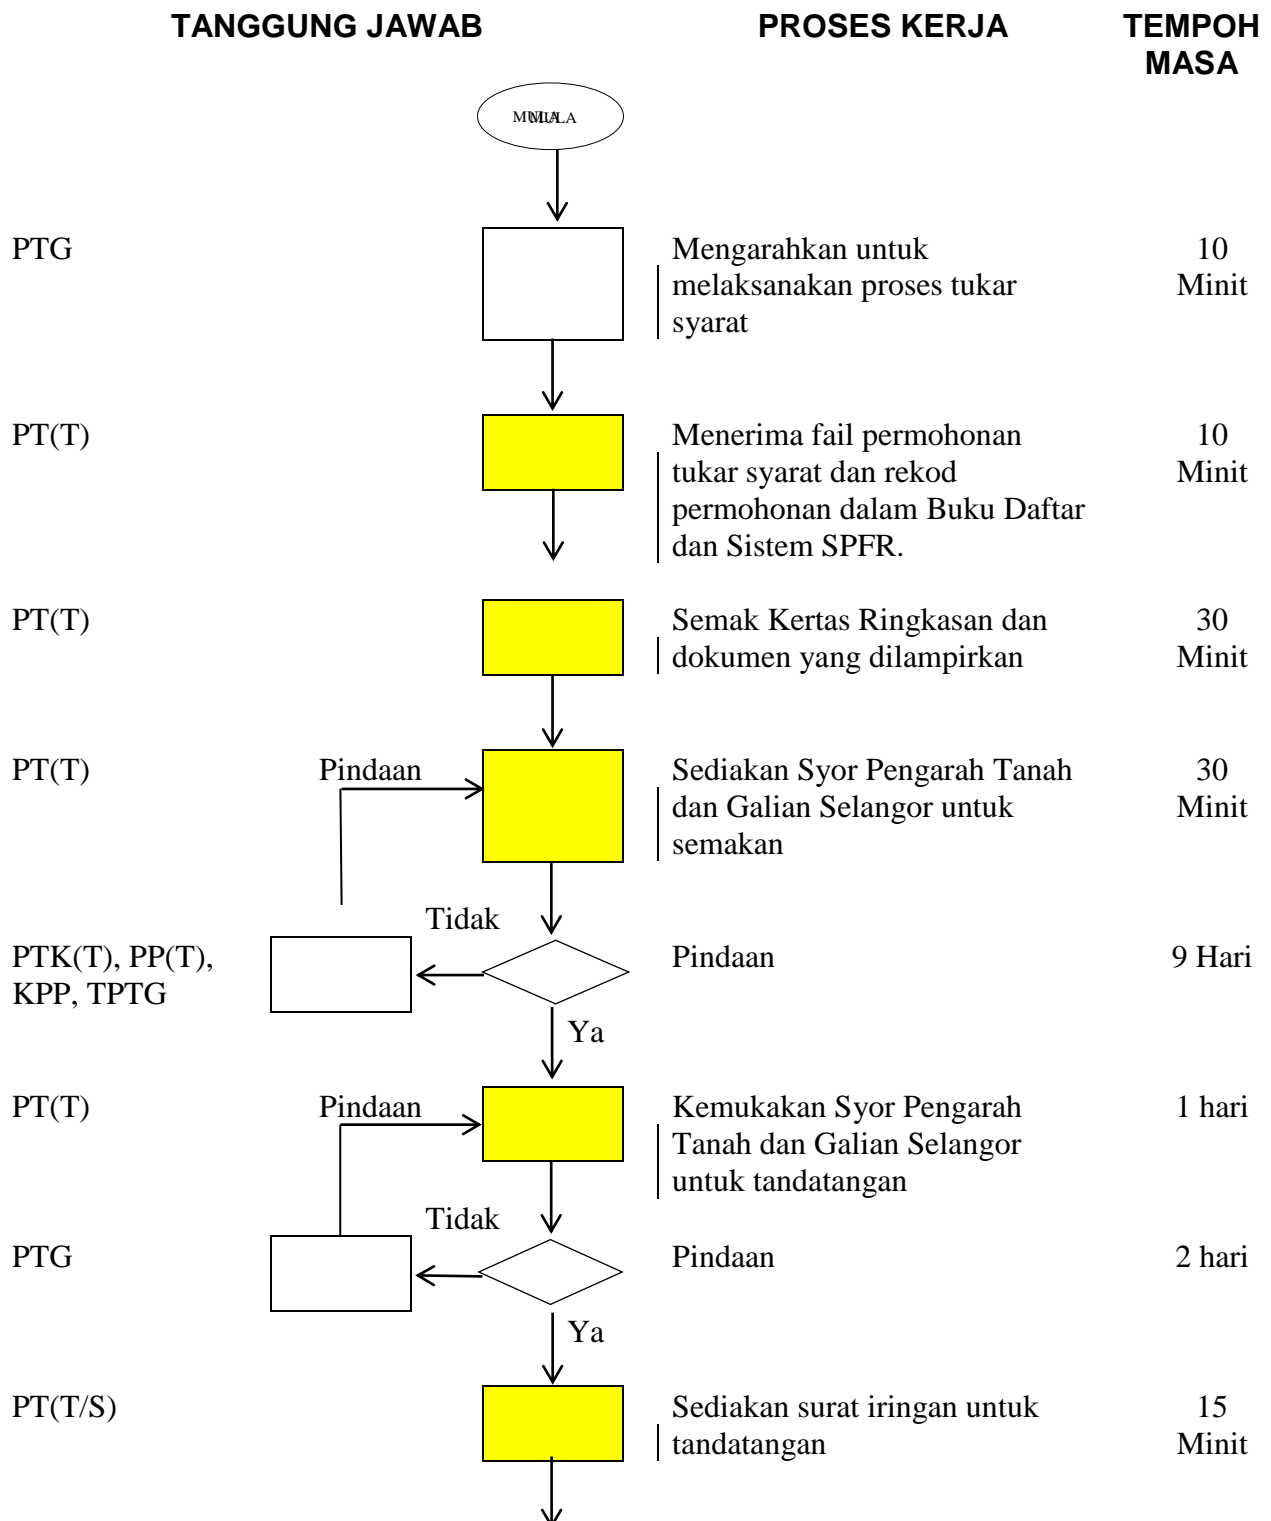 TANGGUNG JAWAB PROSES KERJA TEMPOH
MASA
MULA
PTG Mengarahkan untuk 10
melaksanakan proses tukar Minit
syarat
PT(T) Menerima fail permohonan 10
tukar syarat dan rekod Minit
permohonan dalam Buku Daftar
dan Sistem SPFR.
PT(T) Semak Kertas Ringkasan dan 30
dokumen yang dilampirkan Minit
PT(T) Pindaan Sediakan Syor Pengarah Tanah 30
dan Galian Selangor untuk Minit
semakan
Tidak
PTK(T), PP(T), Pindaan 9 Hari
KPP, TPTG
Ya
PT(T) Pindaan Kemukakan Syor Pengarah 1 hari
Tanah dan Galian Selangor
untuk tandatangan
Tidak
PTG Pindaan 2 hari
Ya
PT(T/S) Sediakan surat iringan untuk 15
tandatangan Minit